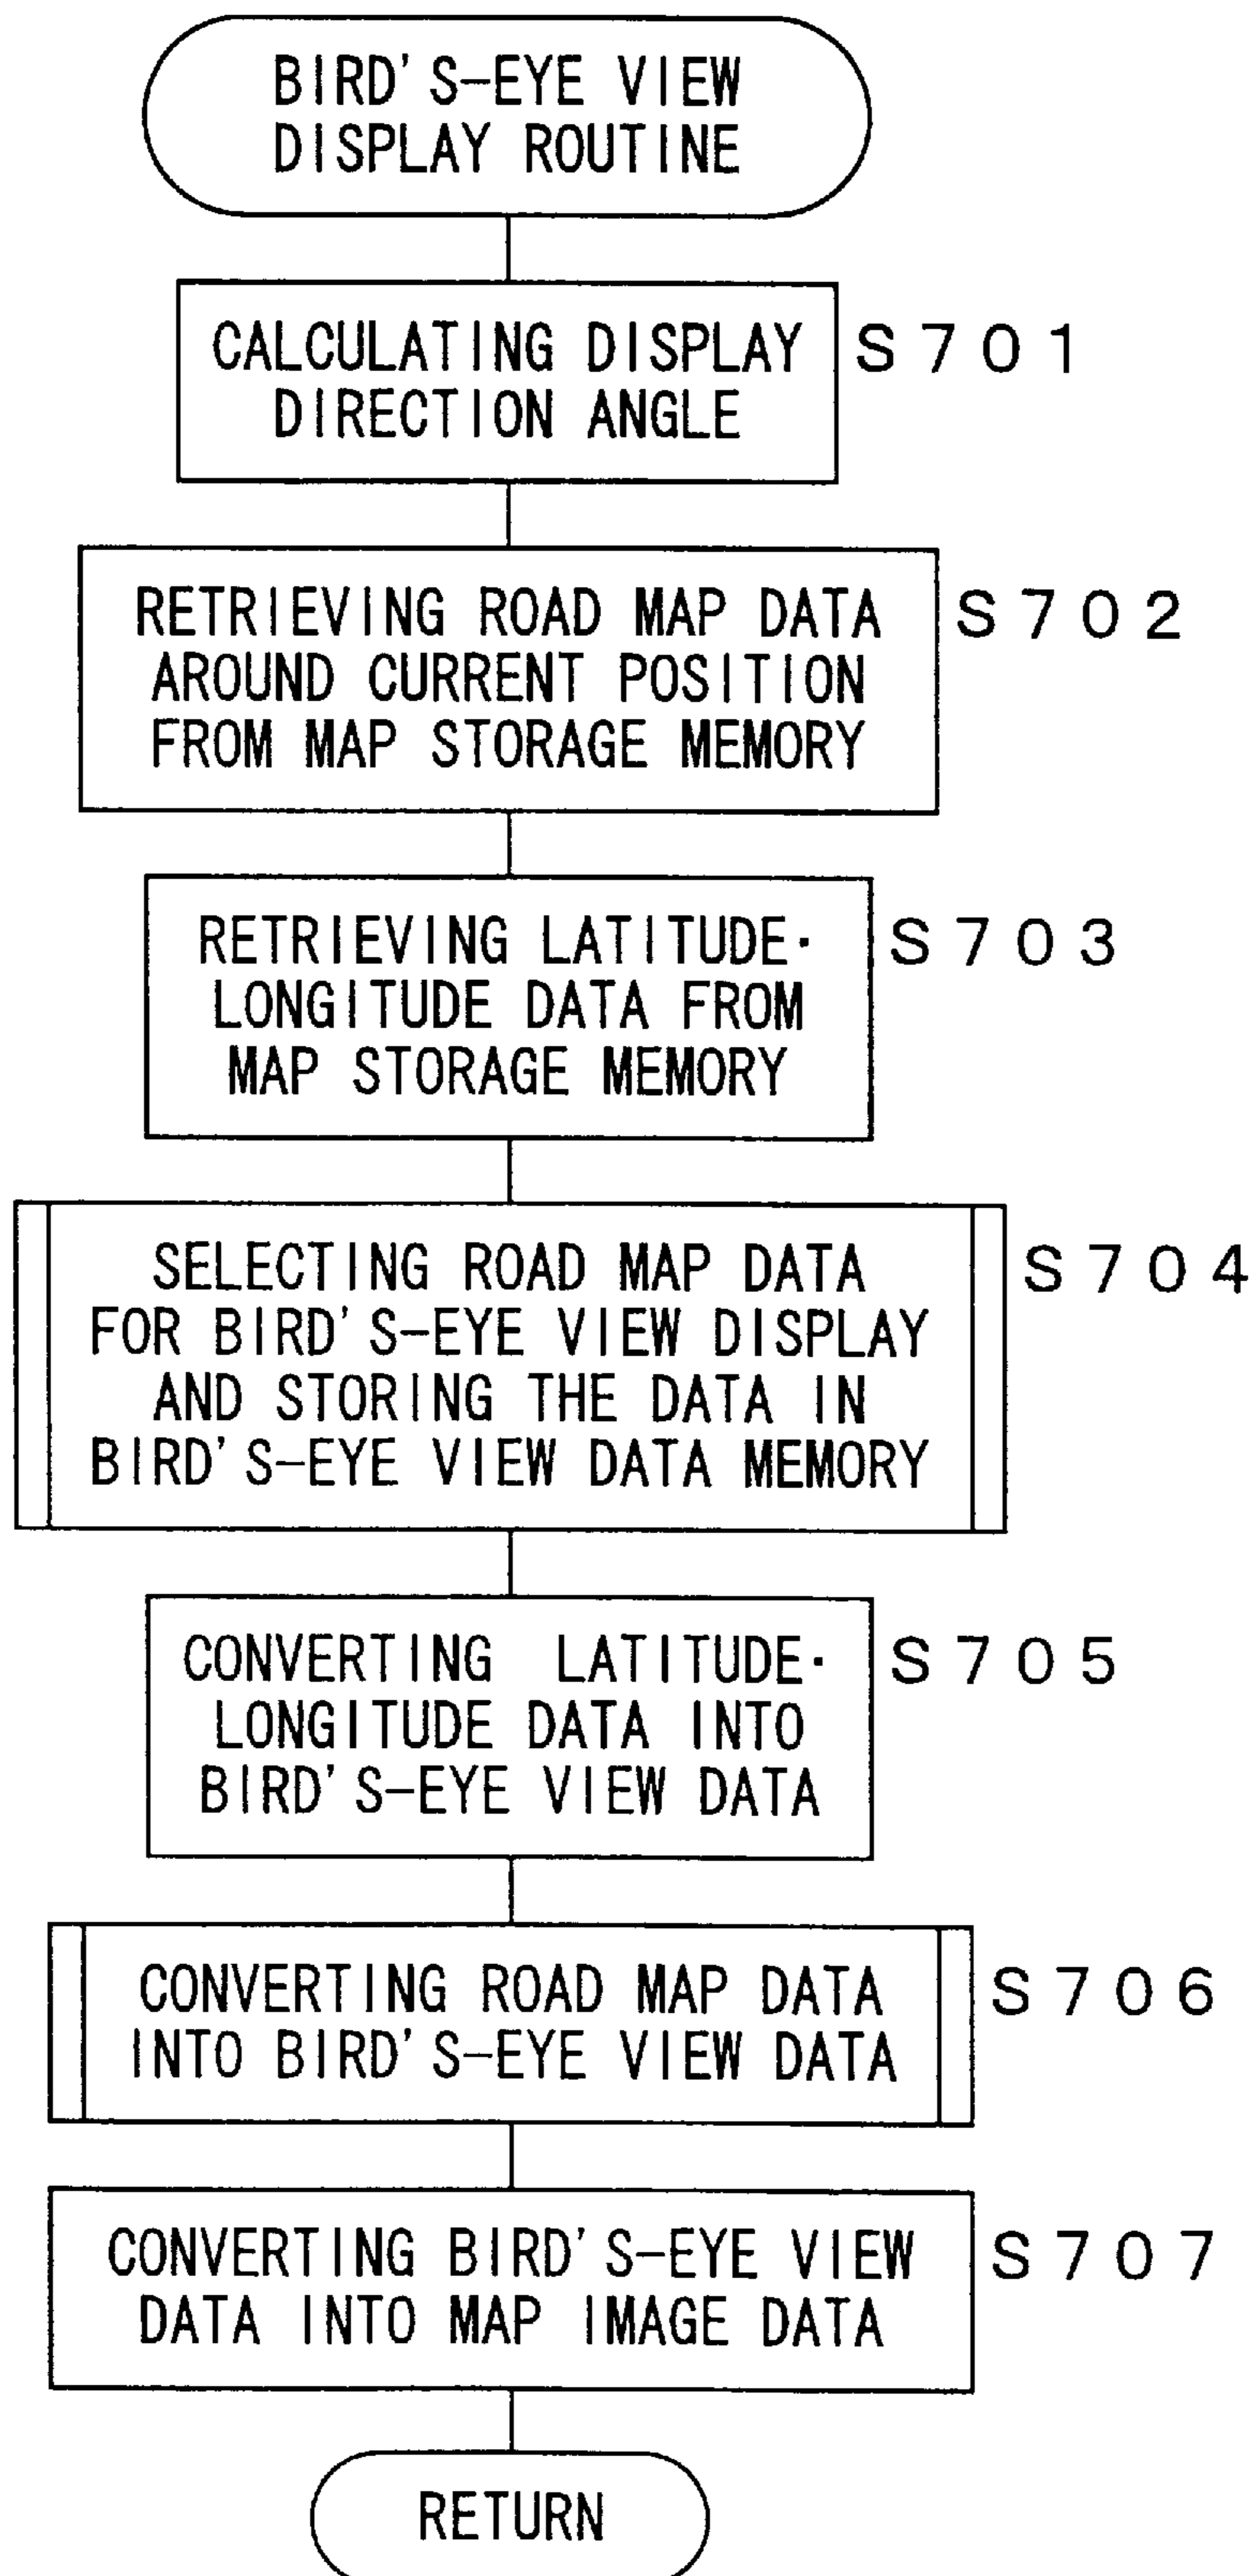 BIRD'S-EYE VIEW
DISPLAY ROUTINE
CALCULATING DISPLAY
DIRECTION ANGLE
S701
RETRIEVING ROAD MAP DATA
AROUND CURRENT POSITION
FROM MAP STORAGE MEMORY
S702
RETRIEVING LATITUDE·
LONGITUDE DATA FROM
MAP STORAGE MEMORY
S703
SELECTING ROAD MAP DATA
FOR BIRD'S-EYE VIEW DISPLAY
AND STORING THE DATA IN
BIRD'S-EYE VIEW DATA MEMORY
S704
CONVERTING LATITUDE·
LONGITUDE DATA INTO
BIRD'S-EYE VIEW DATA
S705
CONVERTING ROAD MAP DATA
INTO BIRD'S-EYE VIEW DATA
S706
CONVERTING BIRD'S-EYE VIEW
DATA INTO MAP IMAGE DATA
S707
RETURN